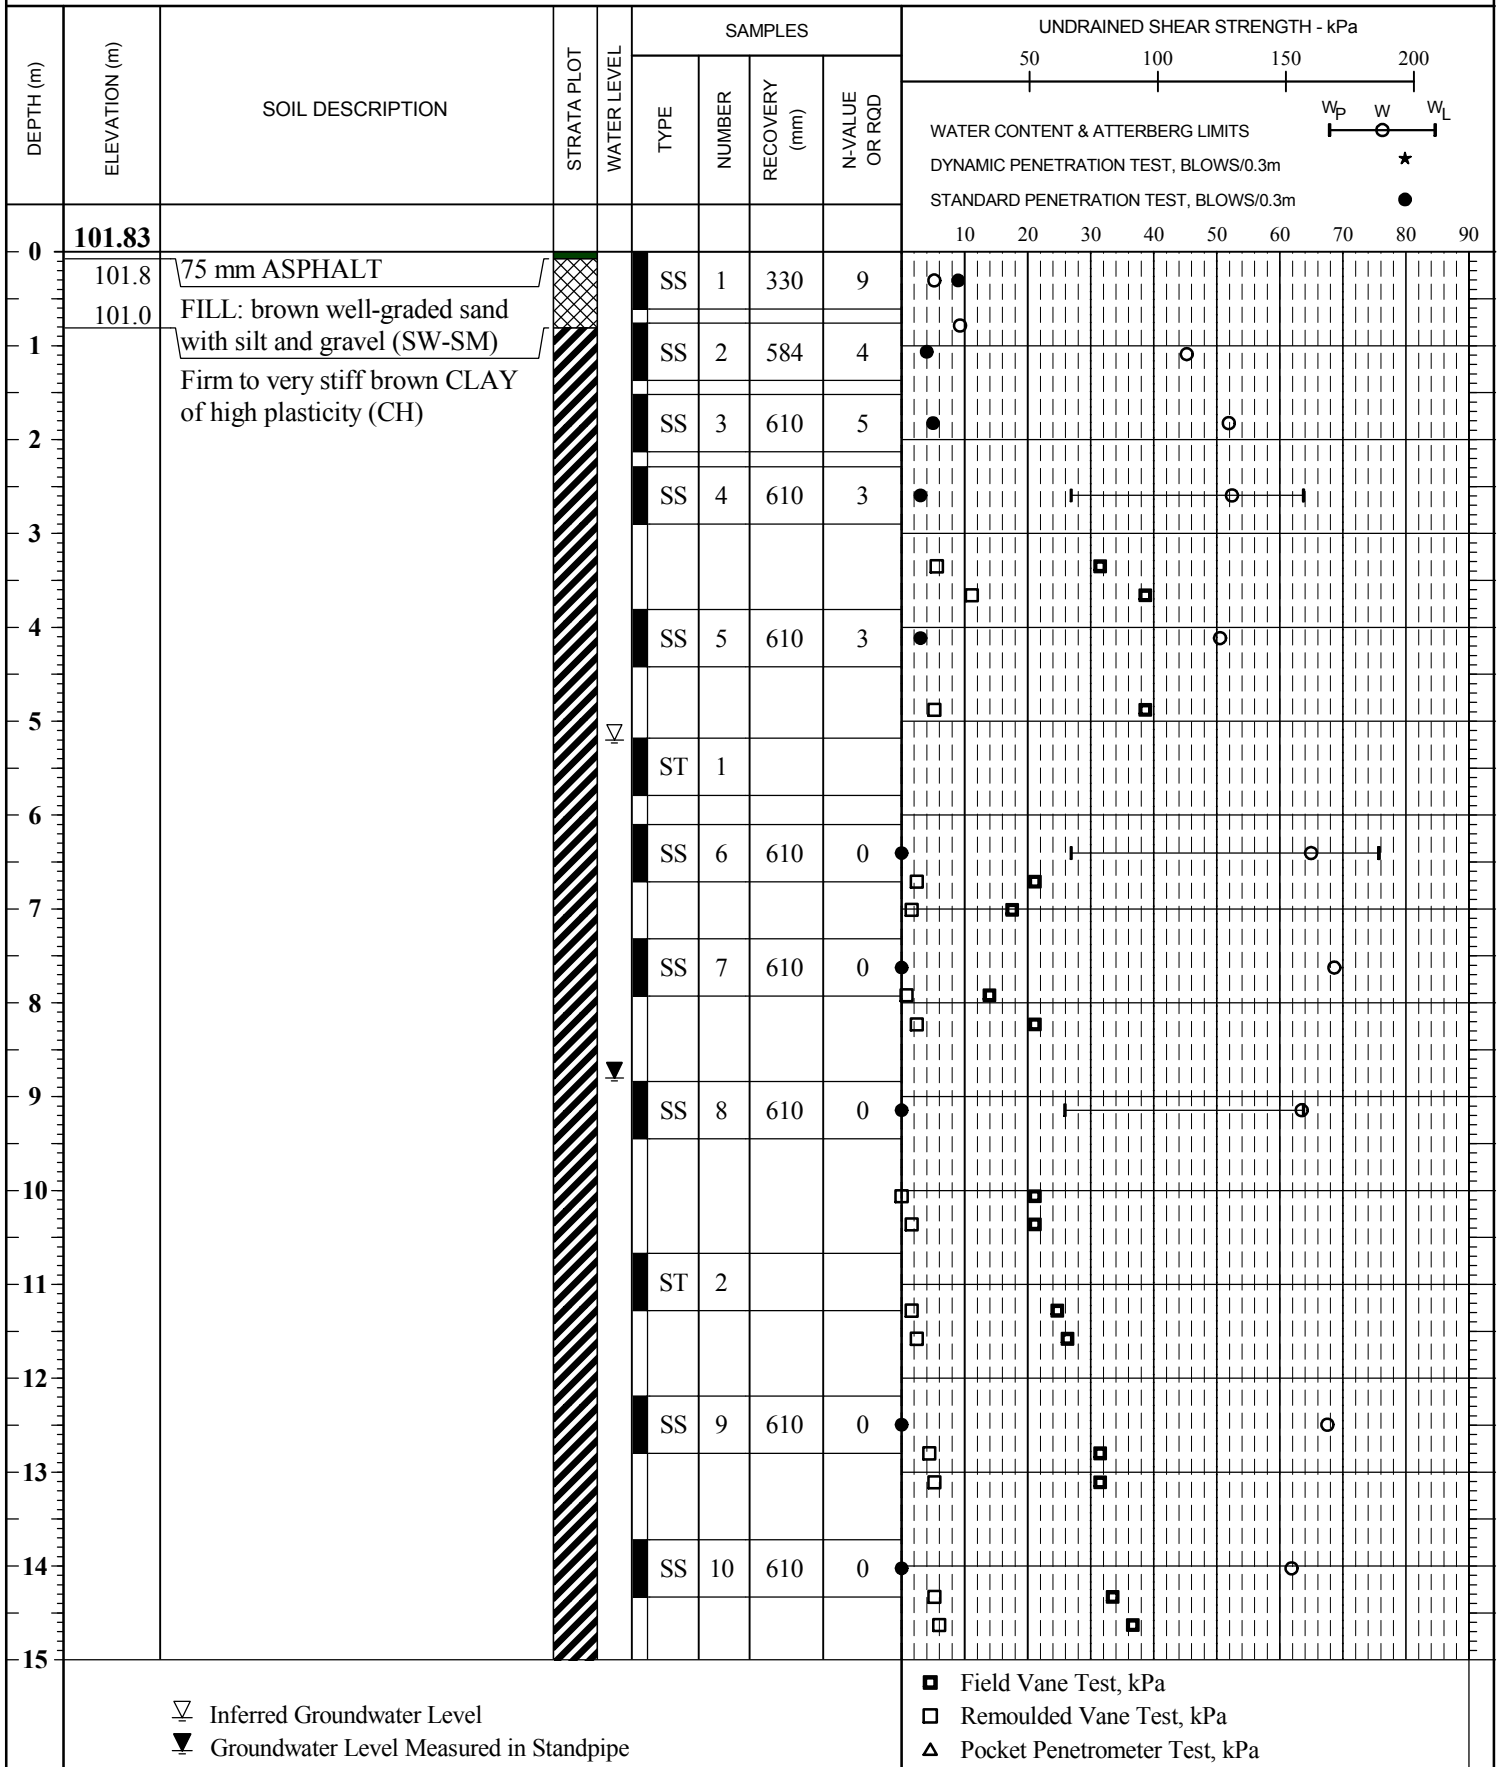 DEPTH (m)
ELEVATION (m)
SOIL DESCRIPTION
STRATA PLOT
WATER LEVEL
SAMPLES
TYPE
NUMBER
RECOVERY (mm)
N-VALUE OR RQD
UNDRAINED SHEAR STRENGTH - kPa
50 100 150 200
WATER CONTENT & ATTERBERG LIMITS
WP W WL
DYNAMIC PENETRATION TEST, BLOWS/0.3m ★
STANDARD PENETRATION TEST, BLOWS/0.3m ●
10 20 30 40 50 60 70 80 90
0 101.83
101.8 75 mm ASPHALT
101.0 FILL: brown well-graded sand
with silt and gravel (SW-SM)
Firm to very stiff brown CLAY
of high plasticity (CH)
SS 1 330 9
1
SS 2 584 4
SS 3 610 5
2
SS 4 610 3
3
4
SS 5 610 3
5
ST 1
6
SS 6 610 0
7
SS 7 610 0
8
9
SS 8 610 0
10
11
ST 2
12
SS 9 610 0
13
14
SS 10 610 0
15
Inferred Groundwater Level
Groundwater Level Measured in Standpipe
Field Vane Test, kPa
Remoulded Vane Test, kPa
Pocket Penetrometer Test, kPa